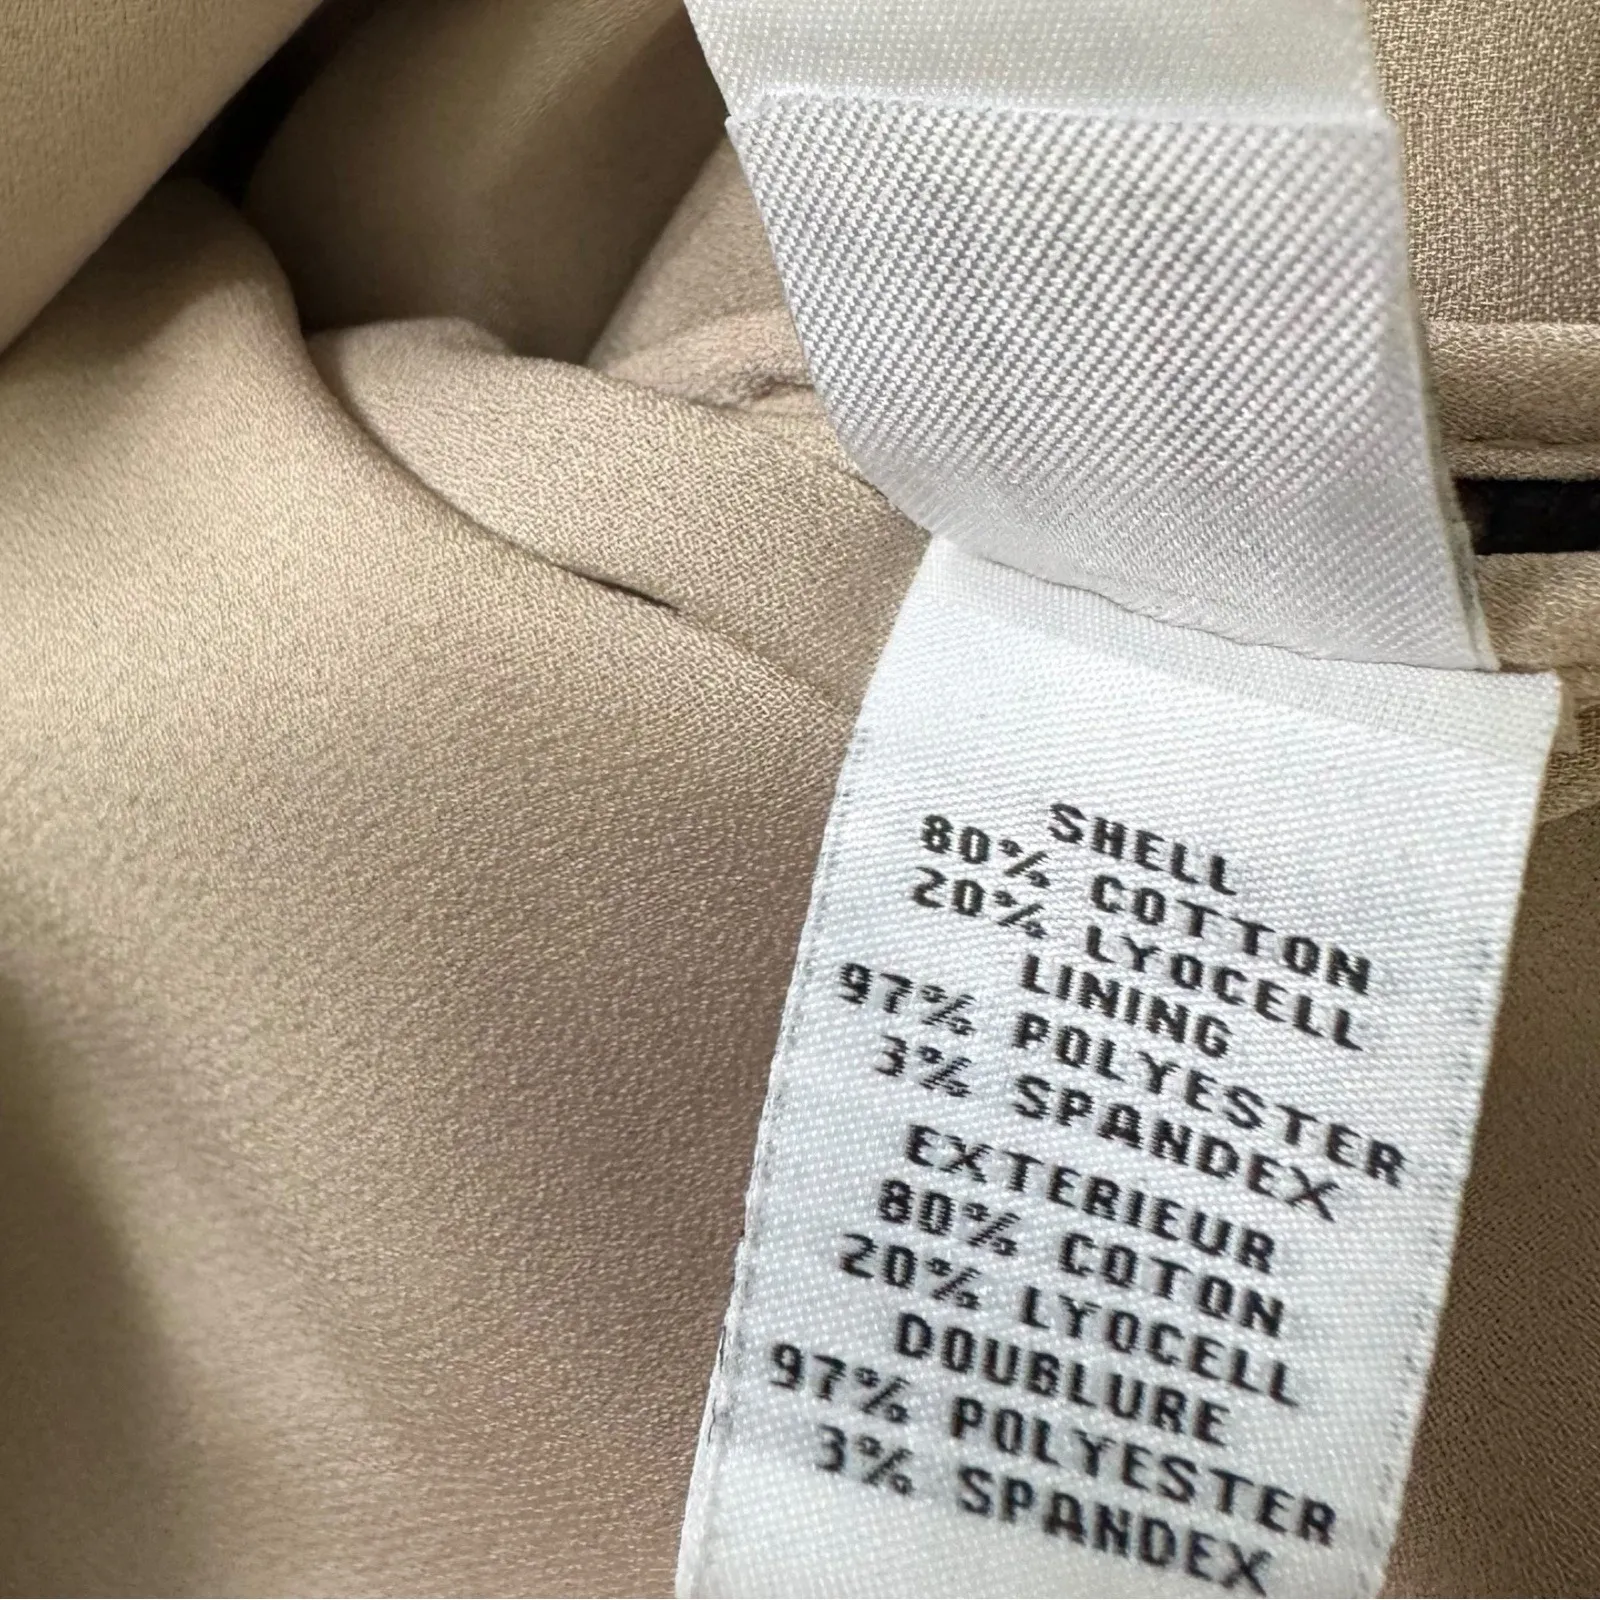 SHELL
80% COTTON
20% LYOCELL
LINING
97% POLYESTER
3% SPANDEX
EXTERIEUR
80% COTON
20% LYOCELL
DOUBLURE
97% POLYESTER
3% SPANDEX